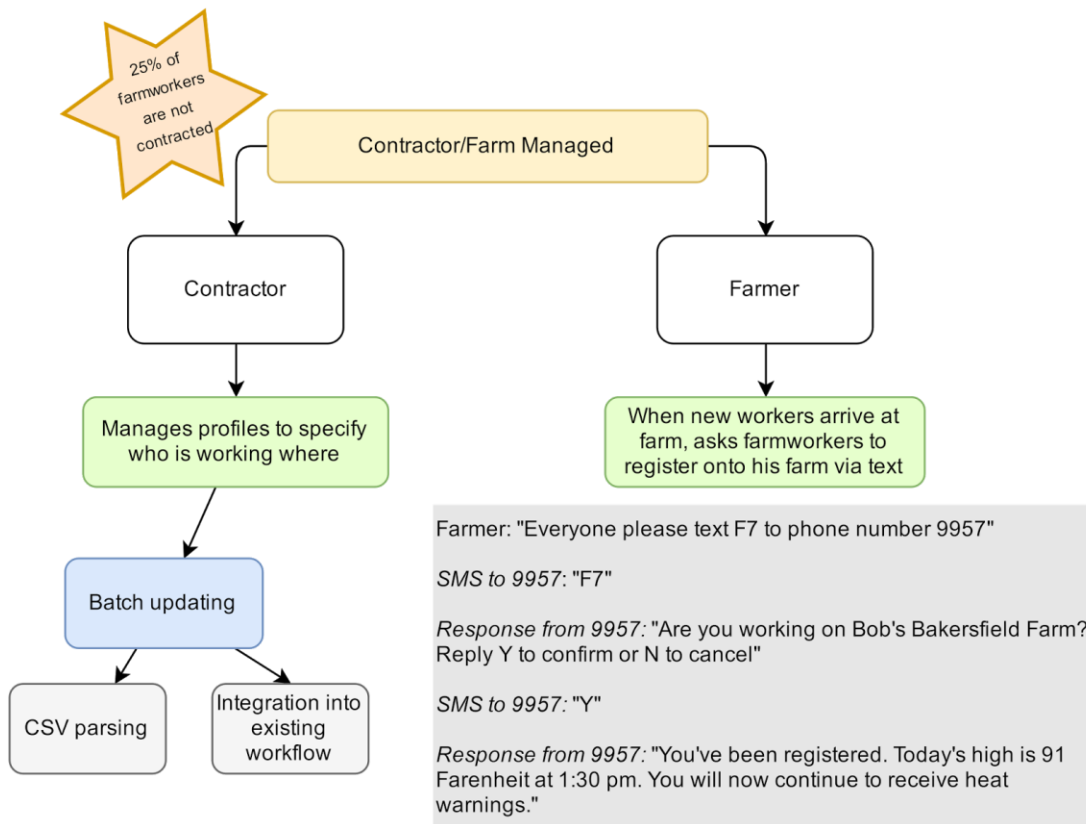 25% of
farmworkers
are not
contracted
Contractor/Farm Managed
Contractor
Farmer
Manages profiles to specify
who is working where
When new workers arrive at
farm, asks farmworkers to
register onto his farm via text
Batch updating
CSV parsing
Integration into
existing
workflow
Farmer: "Everyone please text F7 to phone number 9957"
SMS to 9957: "F7"
Response from 9957: "Are you working on Bob's Bakersfield Farm?
Reply Y to confirm or N to cancel"
SMS to 9957: "Y"
Response from 9957: "You've been registered. Today's high is 91
Farenheit at 1:30 pm. You will now continue to receive heat
warnings."